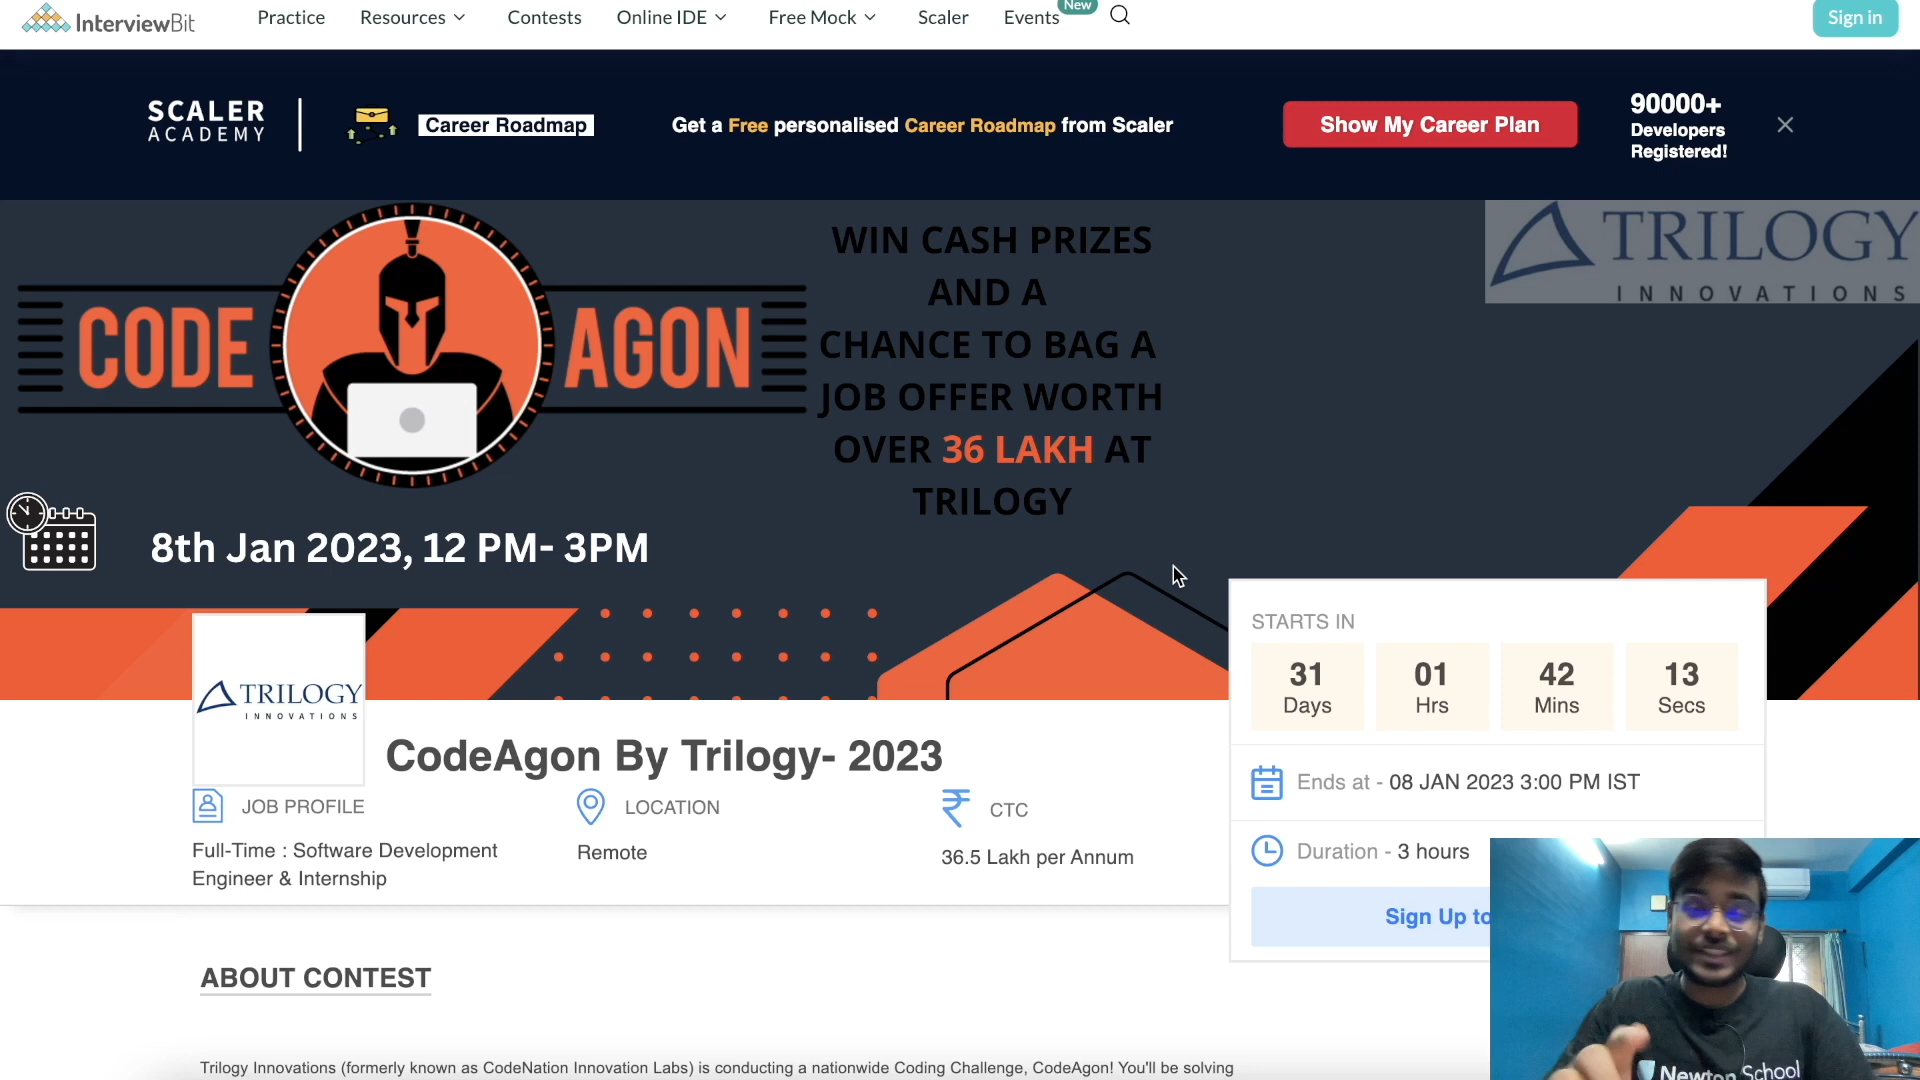 InterviewBit
Practice
Resources
Contests
Online IDE
Free Mock
Scaler
Events
New
Sign in
SCALER
ACADEMY
Career Roadmap
Get a Free personalised Career Roadmap from Scaler
Show My Career Plan
90000+
Developers
Registered!
CODE
AGON
WIN CASH PRIZES
AND A
CHANCE TO BAG A
JOB OFFER WORTH
OVER 36 LAKH AT
TRILOGY
TRILOGY
INNOVATIONS
8th Jan 2023, 12 PM- 3PM
TRILOGY
INNOVATIONS
CodeAgon By Trilogy- 2023
JOB PROFILE
Full-Time : Software Development
Engineer & Internship
LOCATION
Remote
CTC
36.5 Lakh per Annum
STARTS IN
31
Days
01
Hrs
42
Mins
13
Secs
Ends at - 08 JAN 2023 3:00 PM IST
Duration - 3 hours
Sign Up to
ABOUT CONTEST
Trilogy Innovations (formerly known as CodeNation Innovation Labs) is conducting a nationwide Coding Challenge, CodeAgon! You'll be solving
Newton School